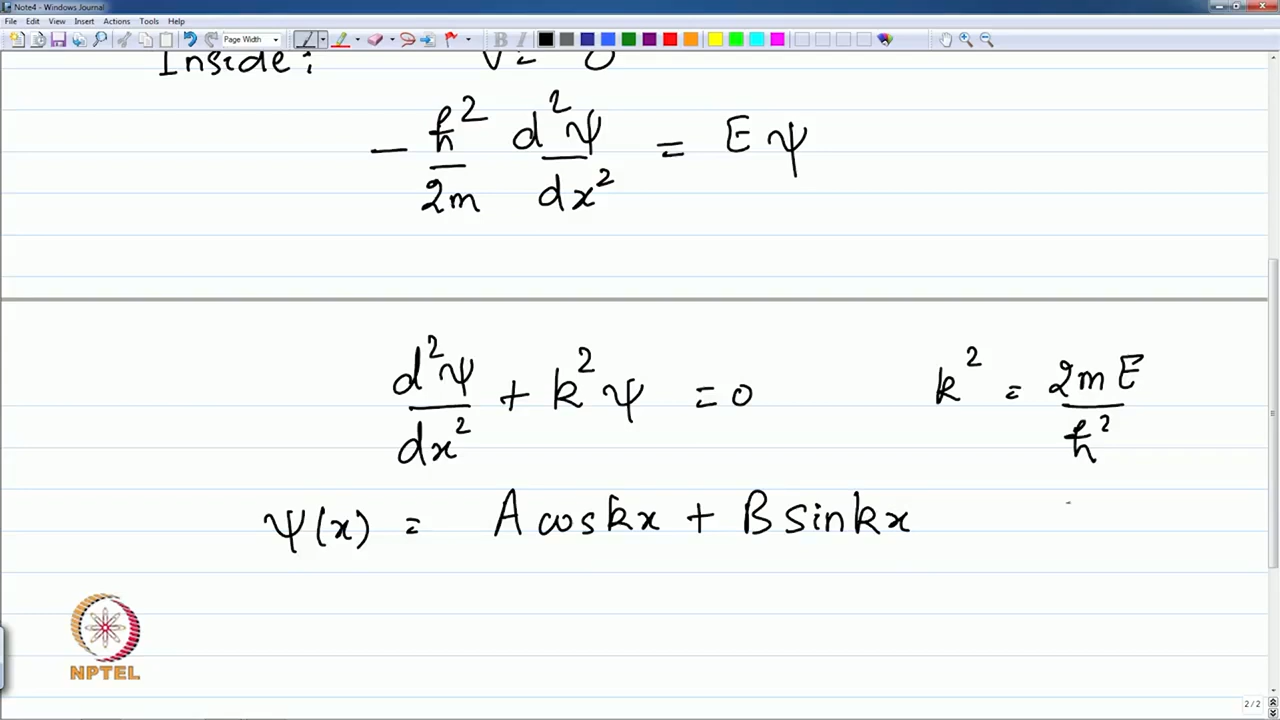 Note4 - Windows Journal
File Edit View Insert Actions Tools Help
Page Width
Inside: V = 0
- ℏ²/2m d²ψ/dx² = Eψ
d²ψ/dx² + k²ψ = 0 k² = 2mE/ℏ²
ψ(x) = A cos kx + B sin kx
NPTEL
2 / 2